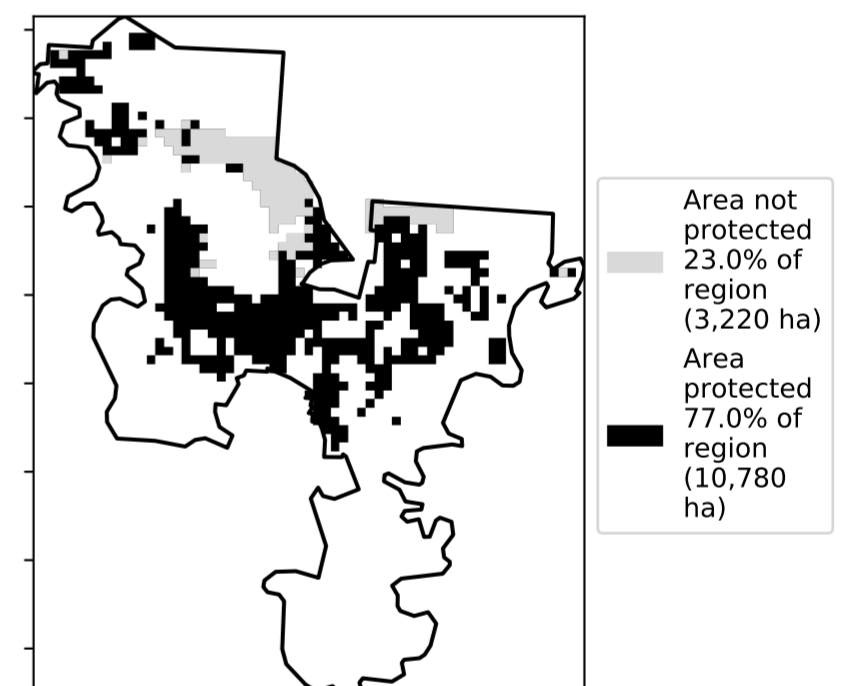 Area not
protected
23.0% of
region
(3,220 ha)
Area
protected
77.0% of
region
(10,780
ha)